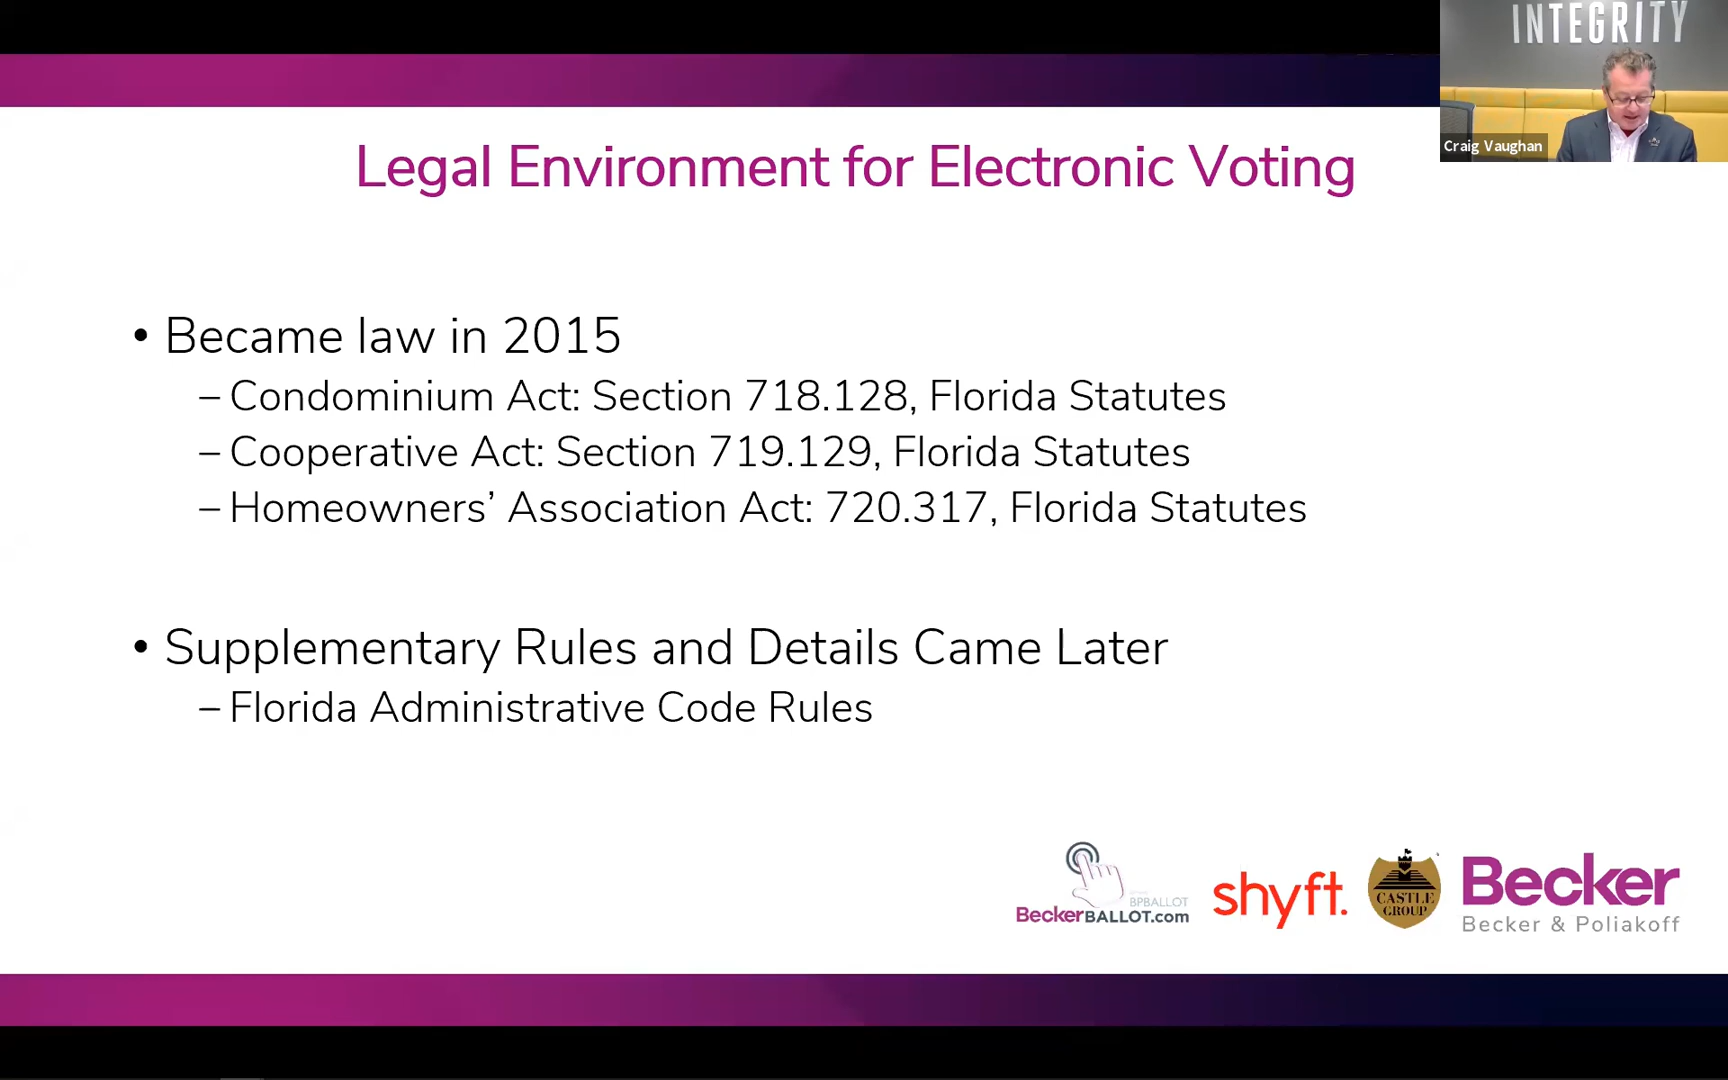 INTEGRITY
Craig Vaughan
Legal Environment for Electronic Voting
• Became law in 2015
– Condominium Act: Section 718.128, Florida Statutes
– Cooperative Act: Section 719.129, Florida Statutes
– Homeowners’ Association Act: 720.317, Florida Statutes
• Supplementary Rules and Details Came Later
– Florida Administrative Code Rules
BPBALLOT
BeckerBALLOT.com
shyft.
CASTLE
GROUP
Becker
Becker & Poliakoff